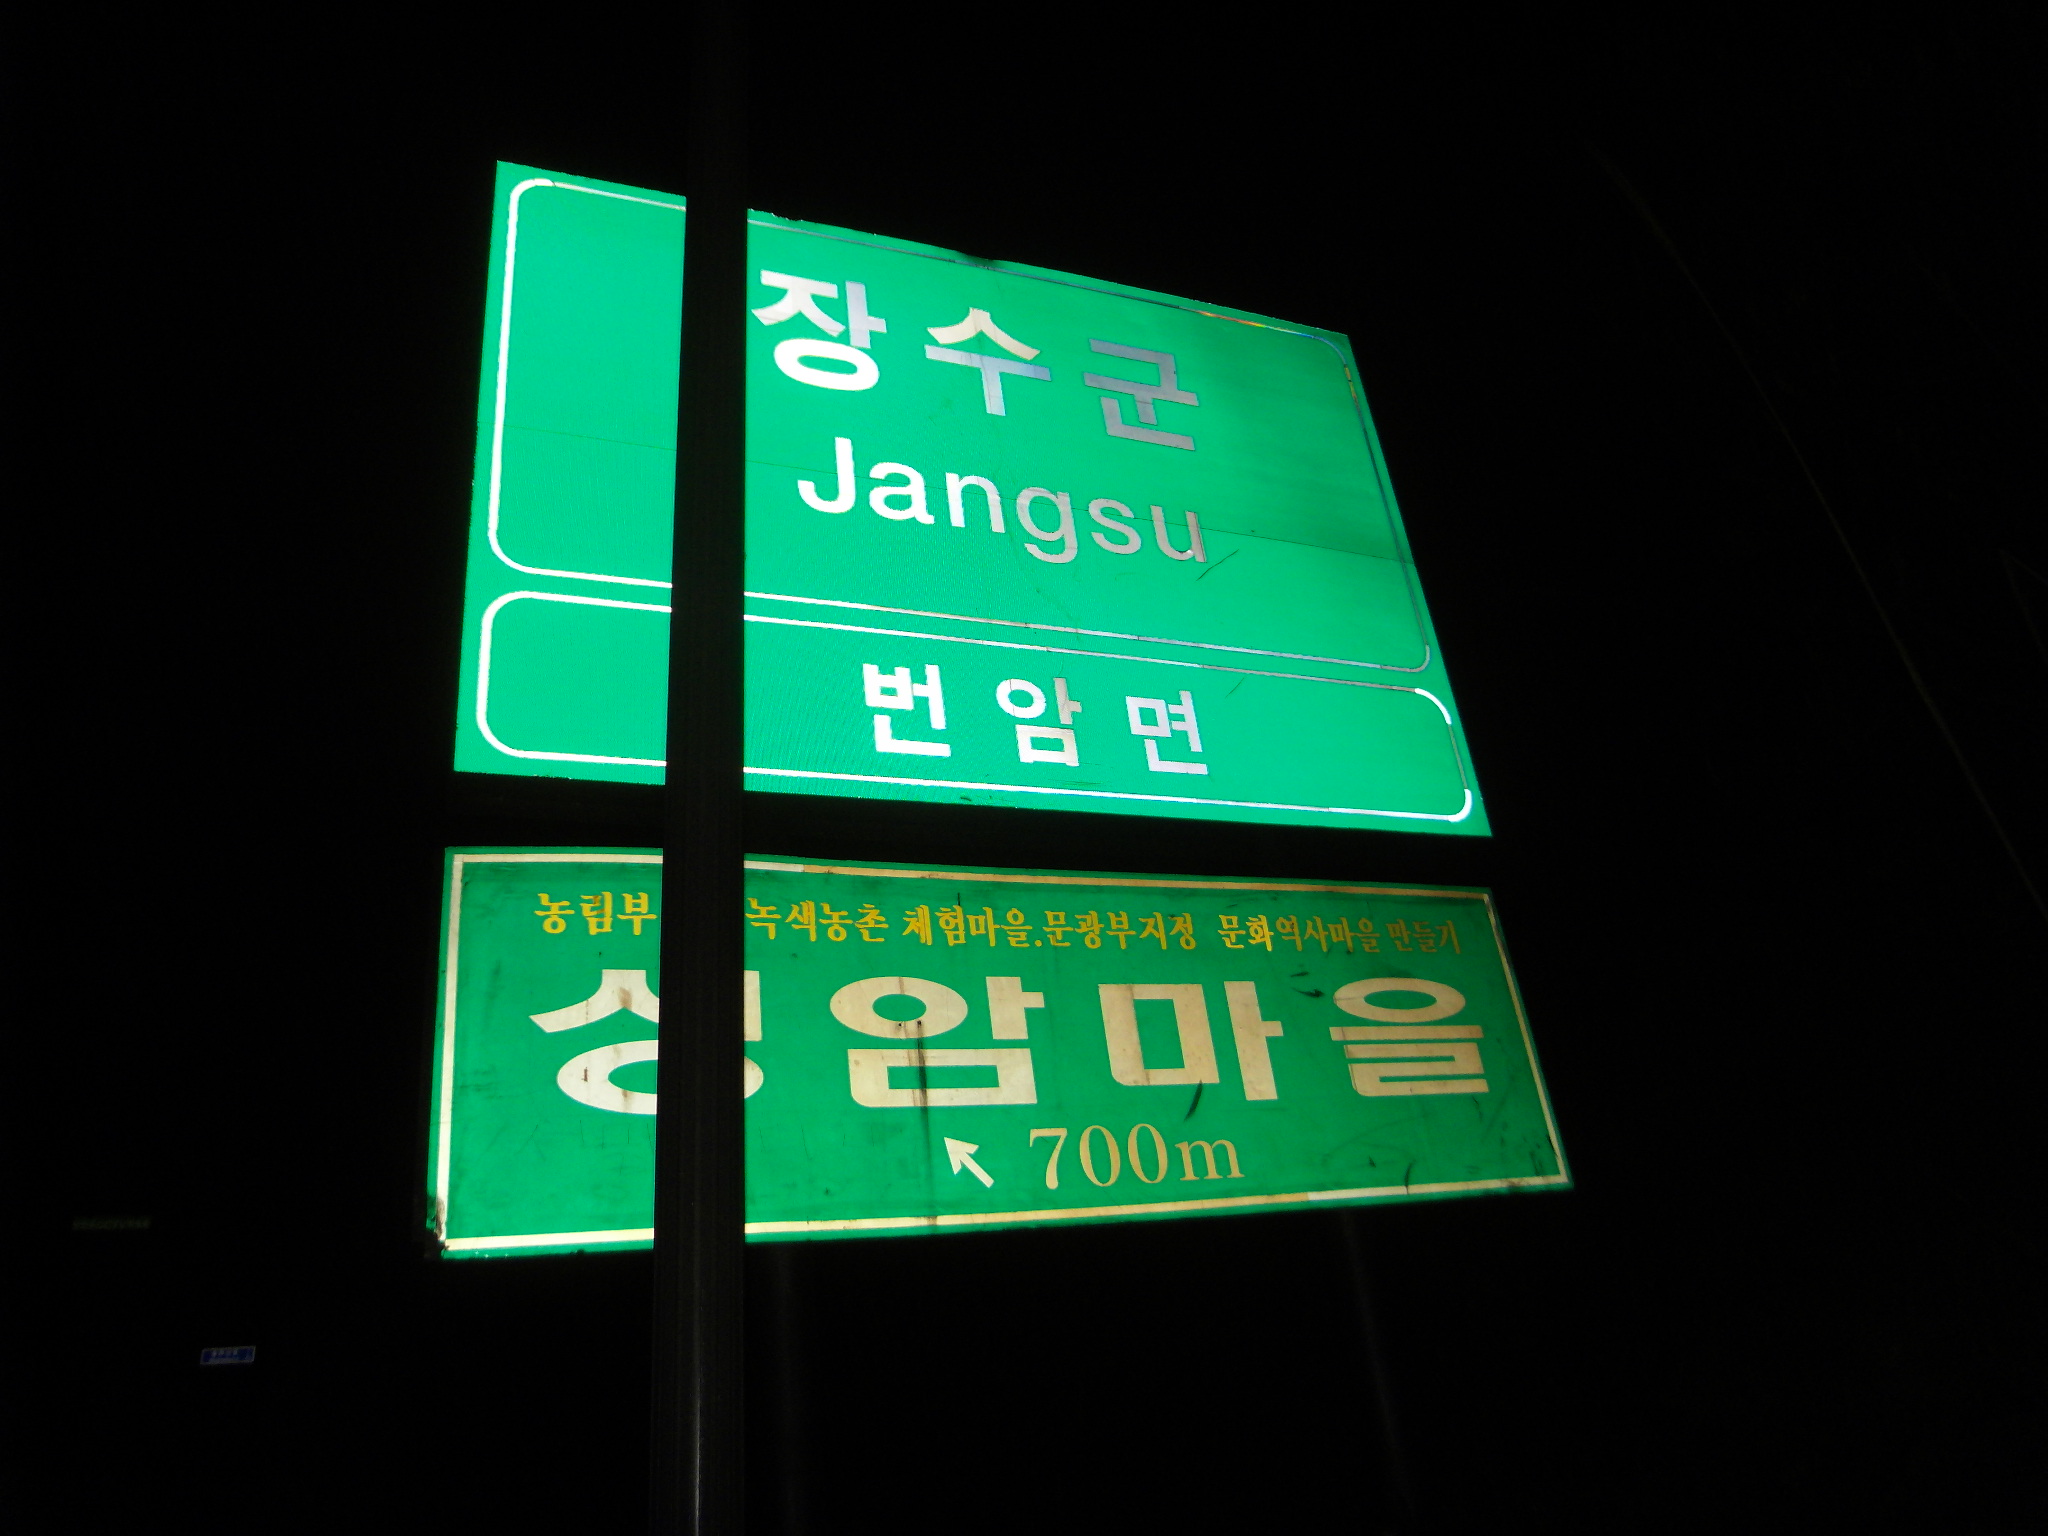 장수군
Jangsu
번암면
농림부 녹색농촌 체험마을.문광부지정 문화역사마을 만들기
성암마을
700m